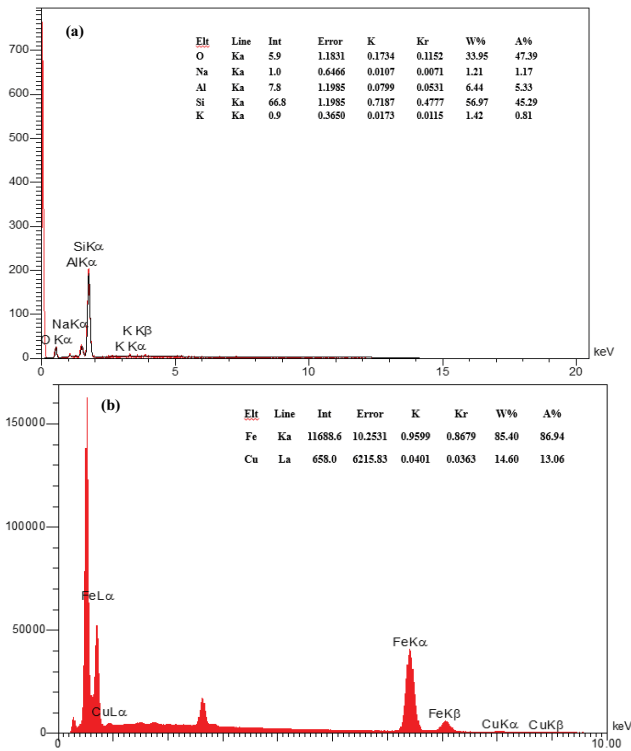 (a)
Elt Line Int Error K Kr W% A%
O Ka 5.9 1.1831 0.1734 0.1152 33.95 47.39
Na Ka 1.0 0.6466 0.0107 0.0071 1.21 1.17
Al Ka 7.8 1.1985 0.0799 0.0531 6.44 5.33
Si Ka 66.8 1.1985 0.7187 0.4777 56.97 45.29
K Ka 0.9 0.3650 0.0173 0.0115 1.42 0.81
700
600
500
400
300
200
100
0
SiKα
AlKα
NaKα
O Kα
K Kβ
K Kα
keV
0 5 10 15 20
(b)
Elt Line Int Error K Kr W% A%
Fe Ka 11688.6 10.2531 0.9599 0.8679 85.40 86.94
Cu La 658.0 6215.83 0.0401 0.0363 14.60 13.06
150000
100000
50000
0
FeLα
CuLα
FeKα
FeKβ
CuKα
CuKβ
keV
0 10.00